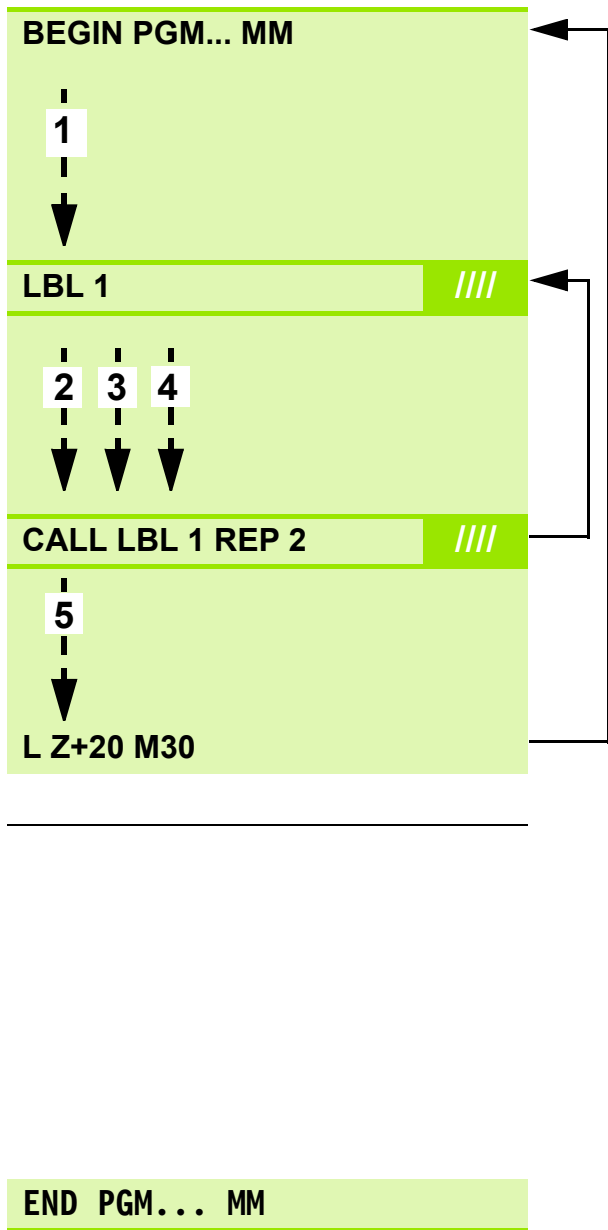 BEGIN PGM... MM
1
LBL 1 ////
2 3 4
CALL LBL 1 REP 2 ////
5
L Z+20 M30
END PGM... MM